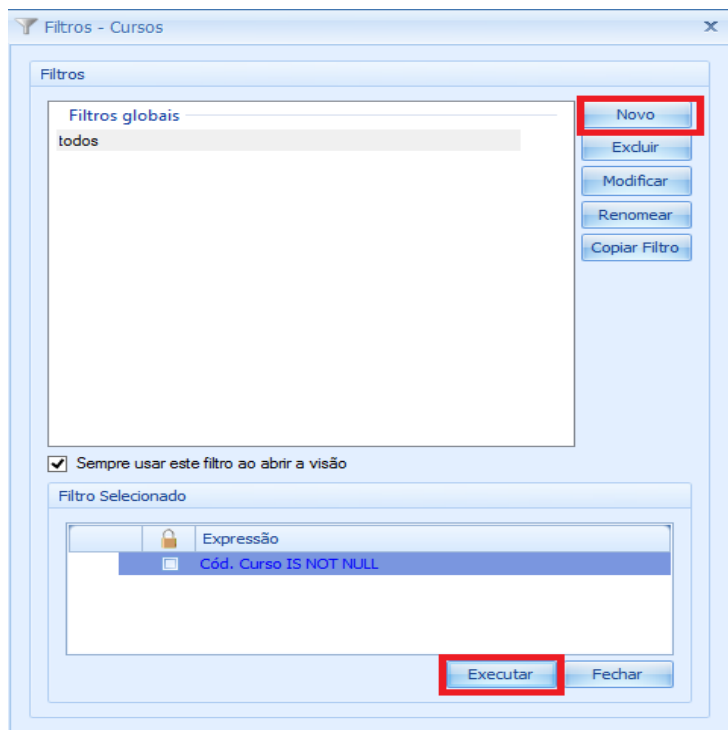 Filtros - Cursos
Filtros
Filtros globais
todos
Novo
Excluir
Modificar
Renomear
Copiar Filtro
Sempre usar este filtro ao abrir a visão
Filtro Selecionado
Expressão
Cód. Curso IS NOT NULL
Executar
Fechar